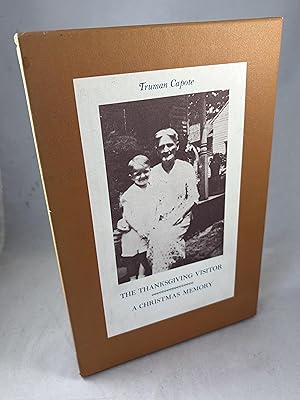 Truman Capote
THE THANKSGIVING VISITOR
A CHRISTMAS MEMORY